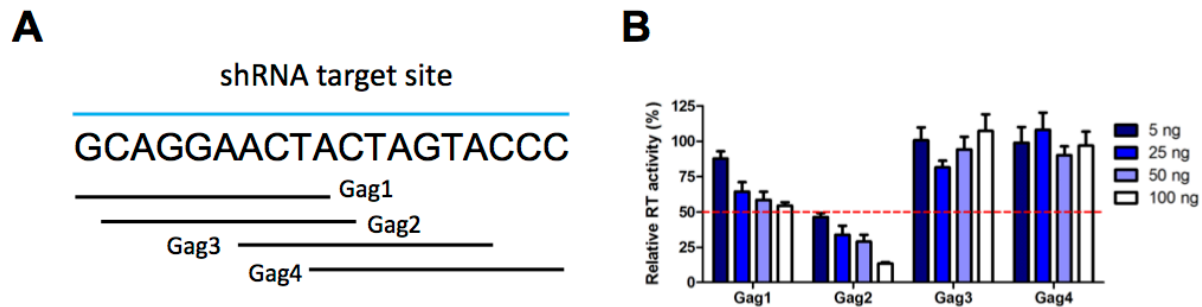 A
shRNA target site
GCAGGAACTACTAGTACCC
Gag1
Gag2
Gag3
Gag4
B
Relative RT activity (%)
125
100
75
50
25
0
Gag1 Gag2 Gag3 Gag4
5 ng
25 ng
50 ng
100 ng